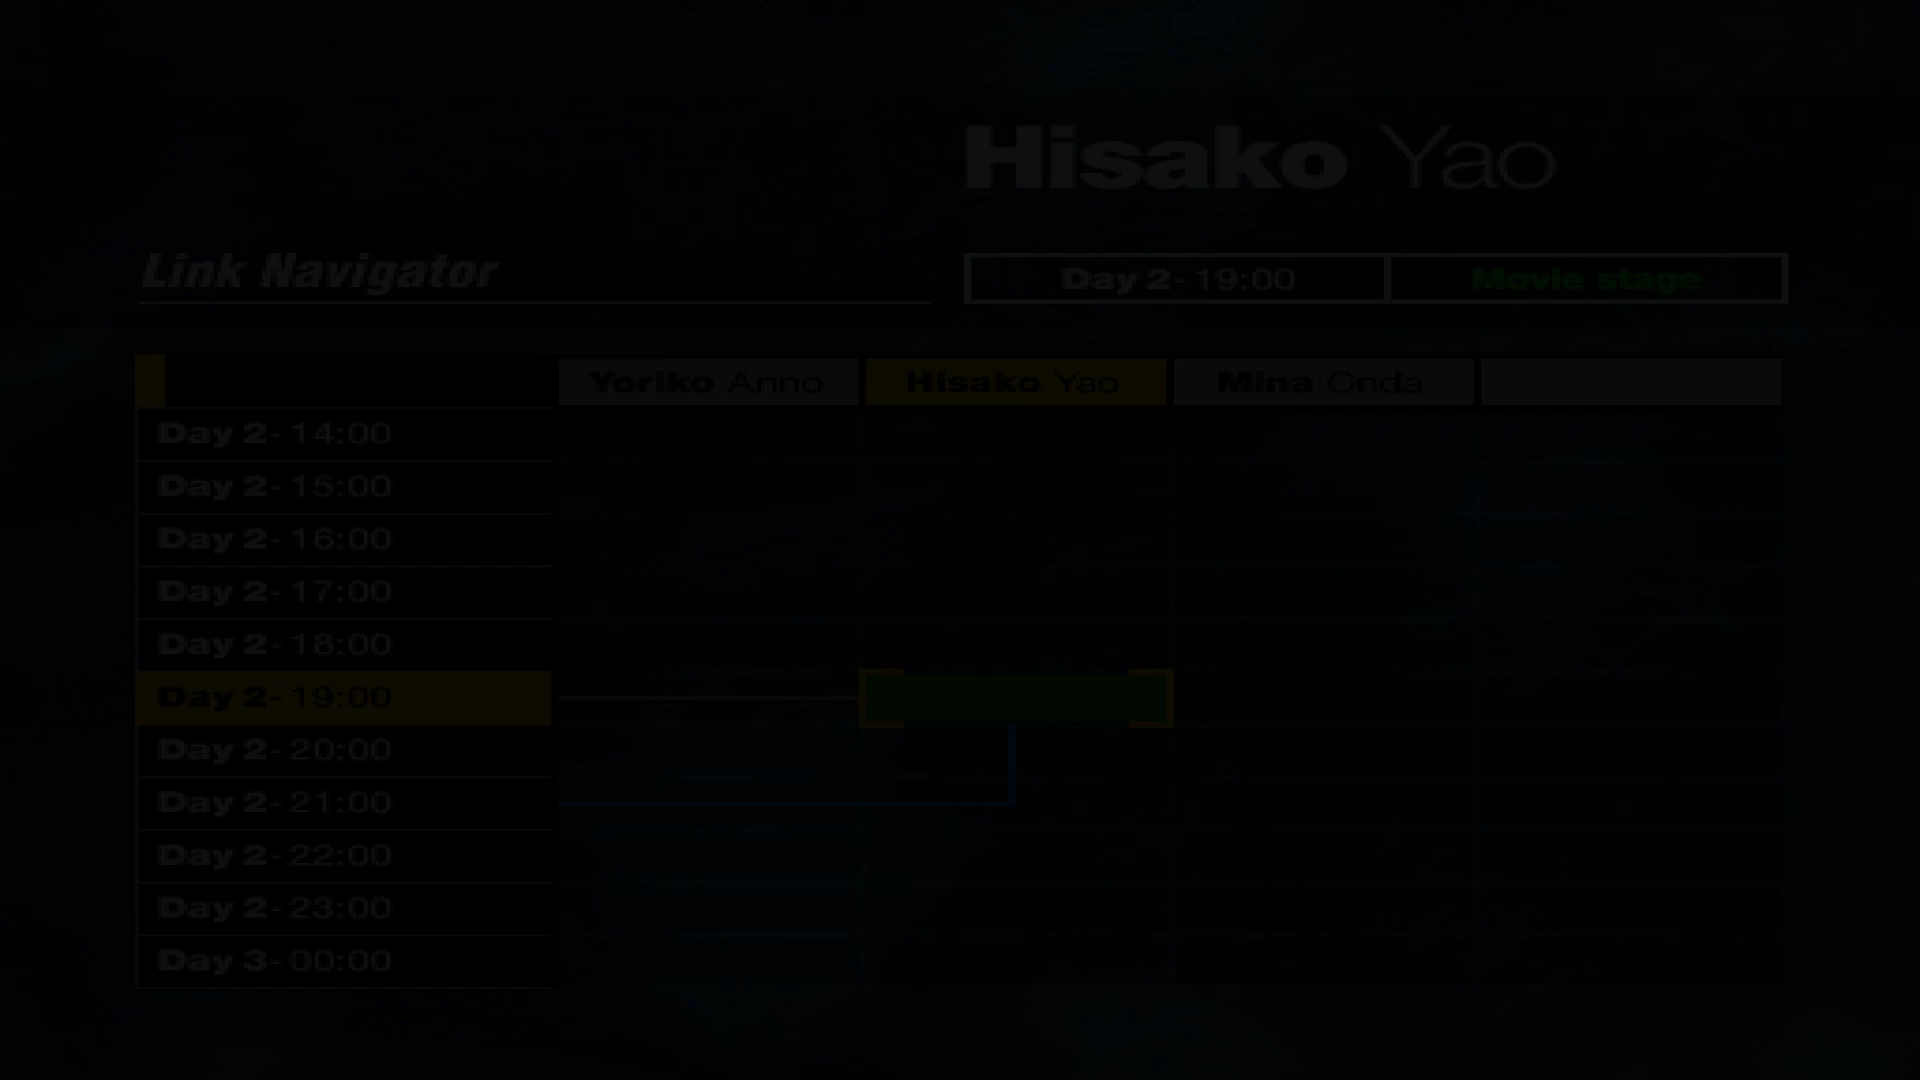 Hisako Yao
Link Navigator
Day 2- 19:00 Movie stage
Yoriko Anno Hisako Yao Mina Onda
Day 2- 14:00
Day 2- 15:00
Day 2- 16:00
Day 2- 17:00
Day 2- 18:00
Day 2- 19:00
Day 2- 20:00
Day 2- 21:00
Day 2- 22:00
Day 2- 23:00
Day 3- 00:00